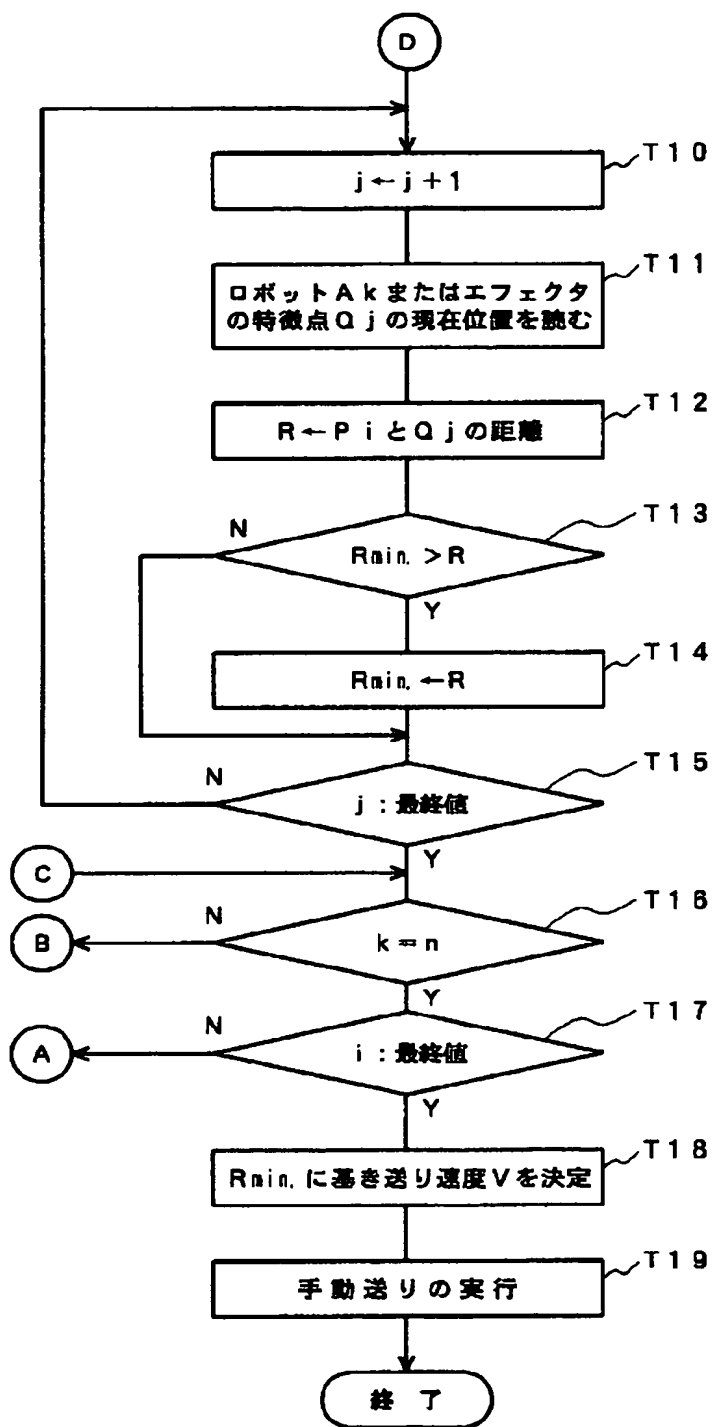 D
T10
j←j+1
T11
ロボットAkまたはエフェクタ
の特徴点Qjの現在位置を読む
T12
R←PiとQjの距離
T13
N
Rmin.>R
Y
T14
Rmin.←R
T15
N
j:最終値
Y
C
T16
N
B
k=n
Y
T17
N
A
i:最終値
Y
T18
Rmin.に基き送り速度Vを決定
T19
手動送りの実行
終了